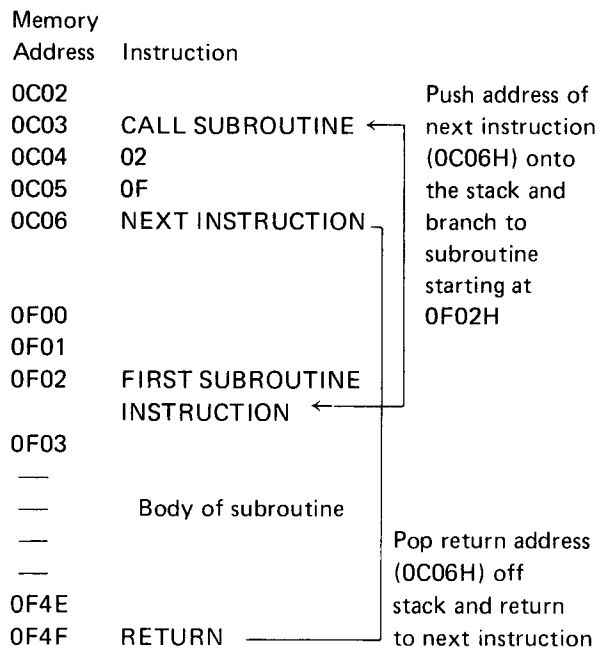 Memory
Address Instruction
0C02
0C03 CALL SUBROUTINE
0C04 02
0C05 0F
0C06 NEXT INSTRUCTION
Push address of
next instruction
(0C06H) onto
the stack and
branch to
subroutine
starting at
0F02H
0F00
0F01
0F02 FIRST SUBROUTINE
INSTRUCTION
0F03
—
— Body of subroutine
—
—
0F4E
0F4F RETURN
Pop return address
(0C06H) off
stack and return
to next instruction